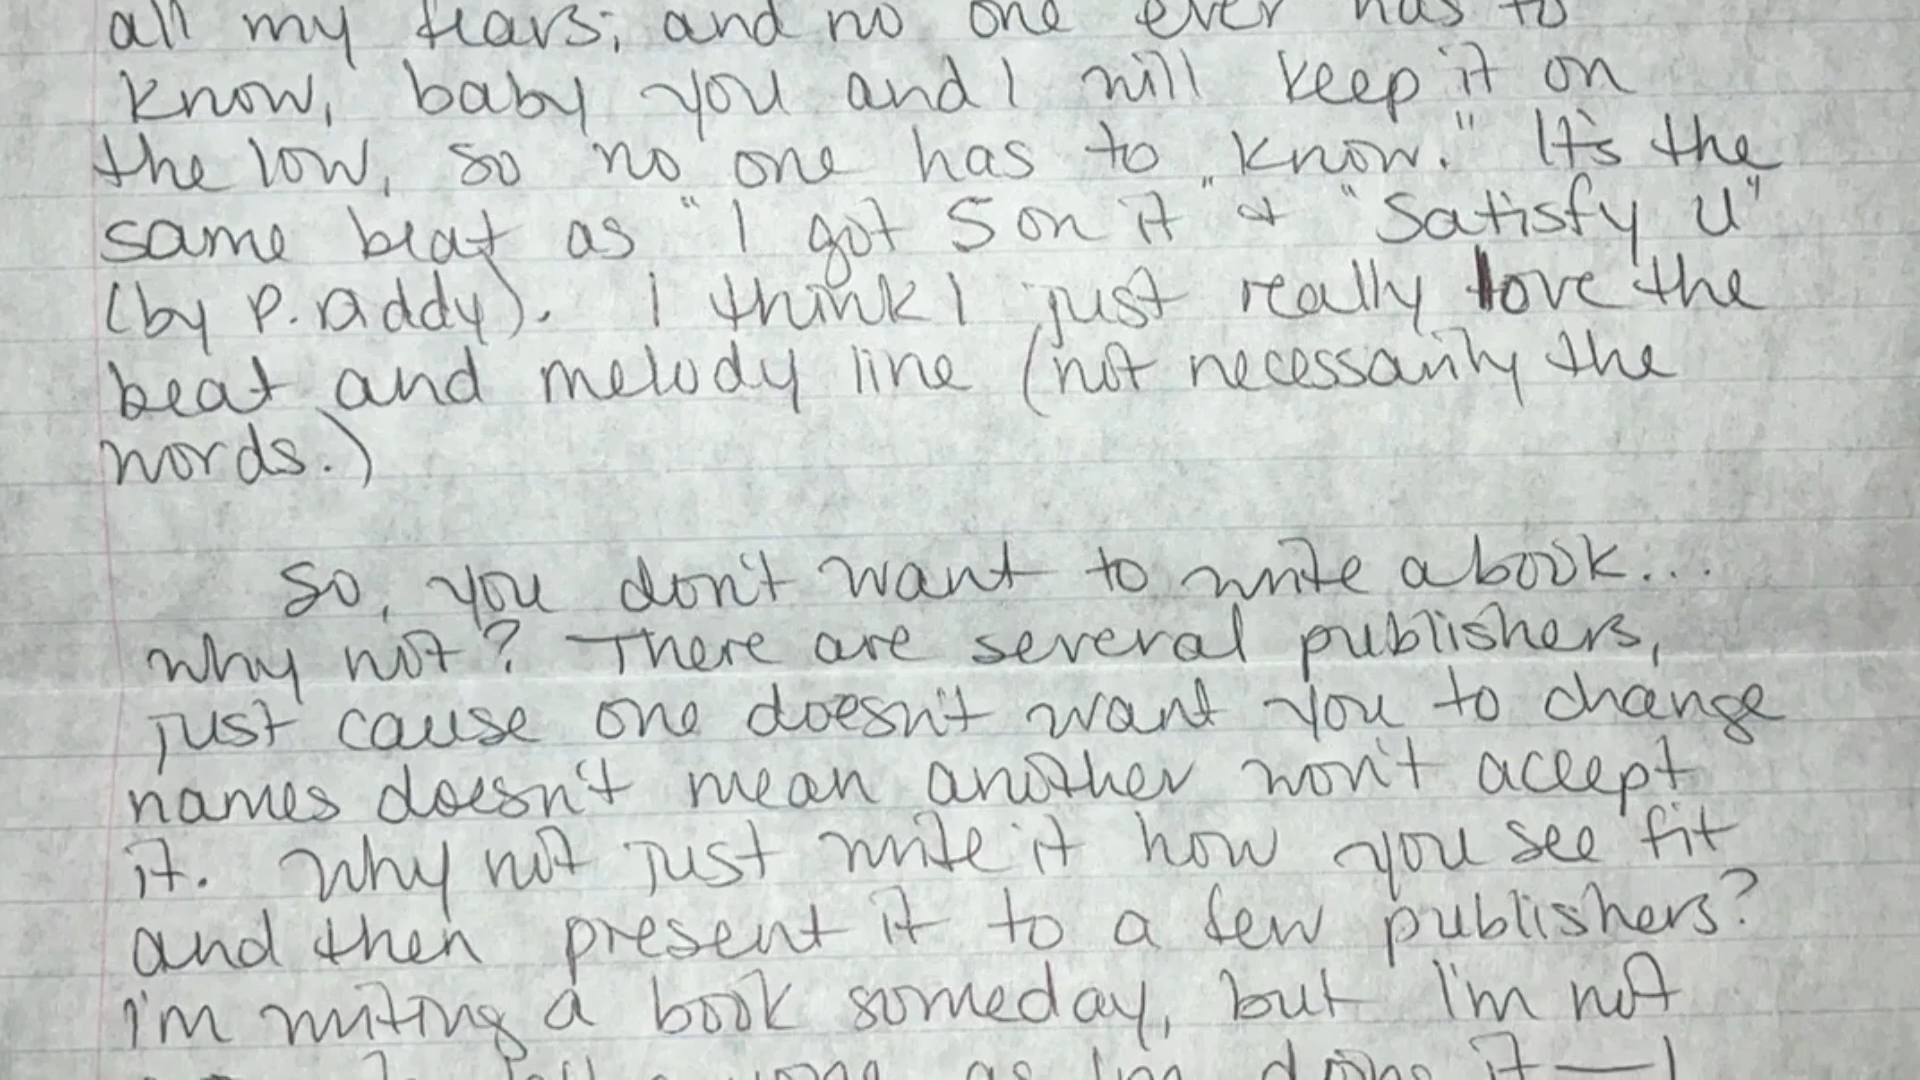 all my fears; and no one ever has to
know, baby you and I will keep it on
the low, so no one has to know." It's the
same beat as "I got 5 on it" + "Satisfy U"
(by P. Diddy). I think I just really love the
beat and melody line (not necessarily the
words.)
So, you don't want to write a book...
why not? There are several publishers,
just cause one doesn't want you to change
names doesn't mean another won't accept
it. Why not just write it how you see fit
and then present it to a few publishers?
I'm writing a book someday, but I'm not
as I'm doing it — I